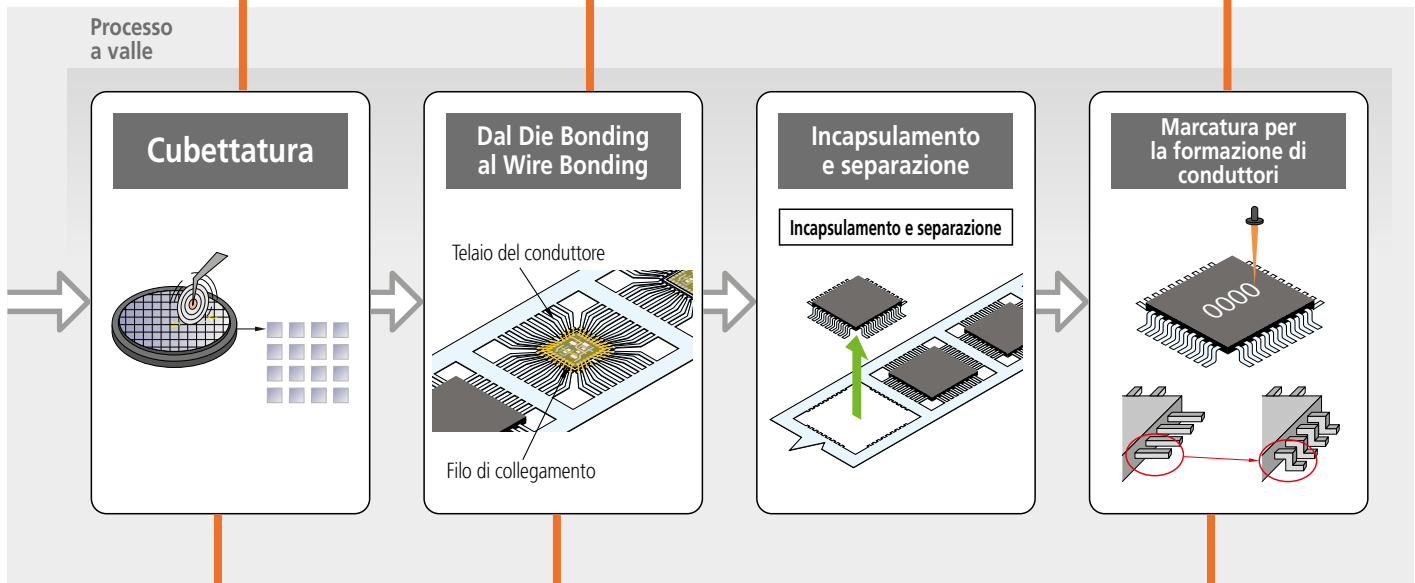 Processo
a valle
Cubettatura
Dal Die Bonding
al Wire Bonding
Telaio del conduttore
Filo di collegamento
Incapsulamento
e separazione
Incapsulamento e separazione
Marcatura per
la formazione di
conduttori
0000